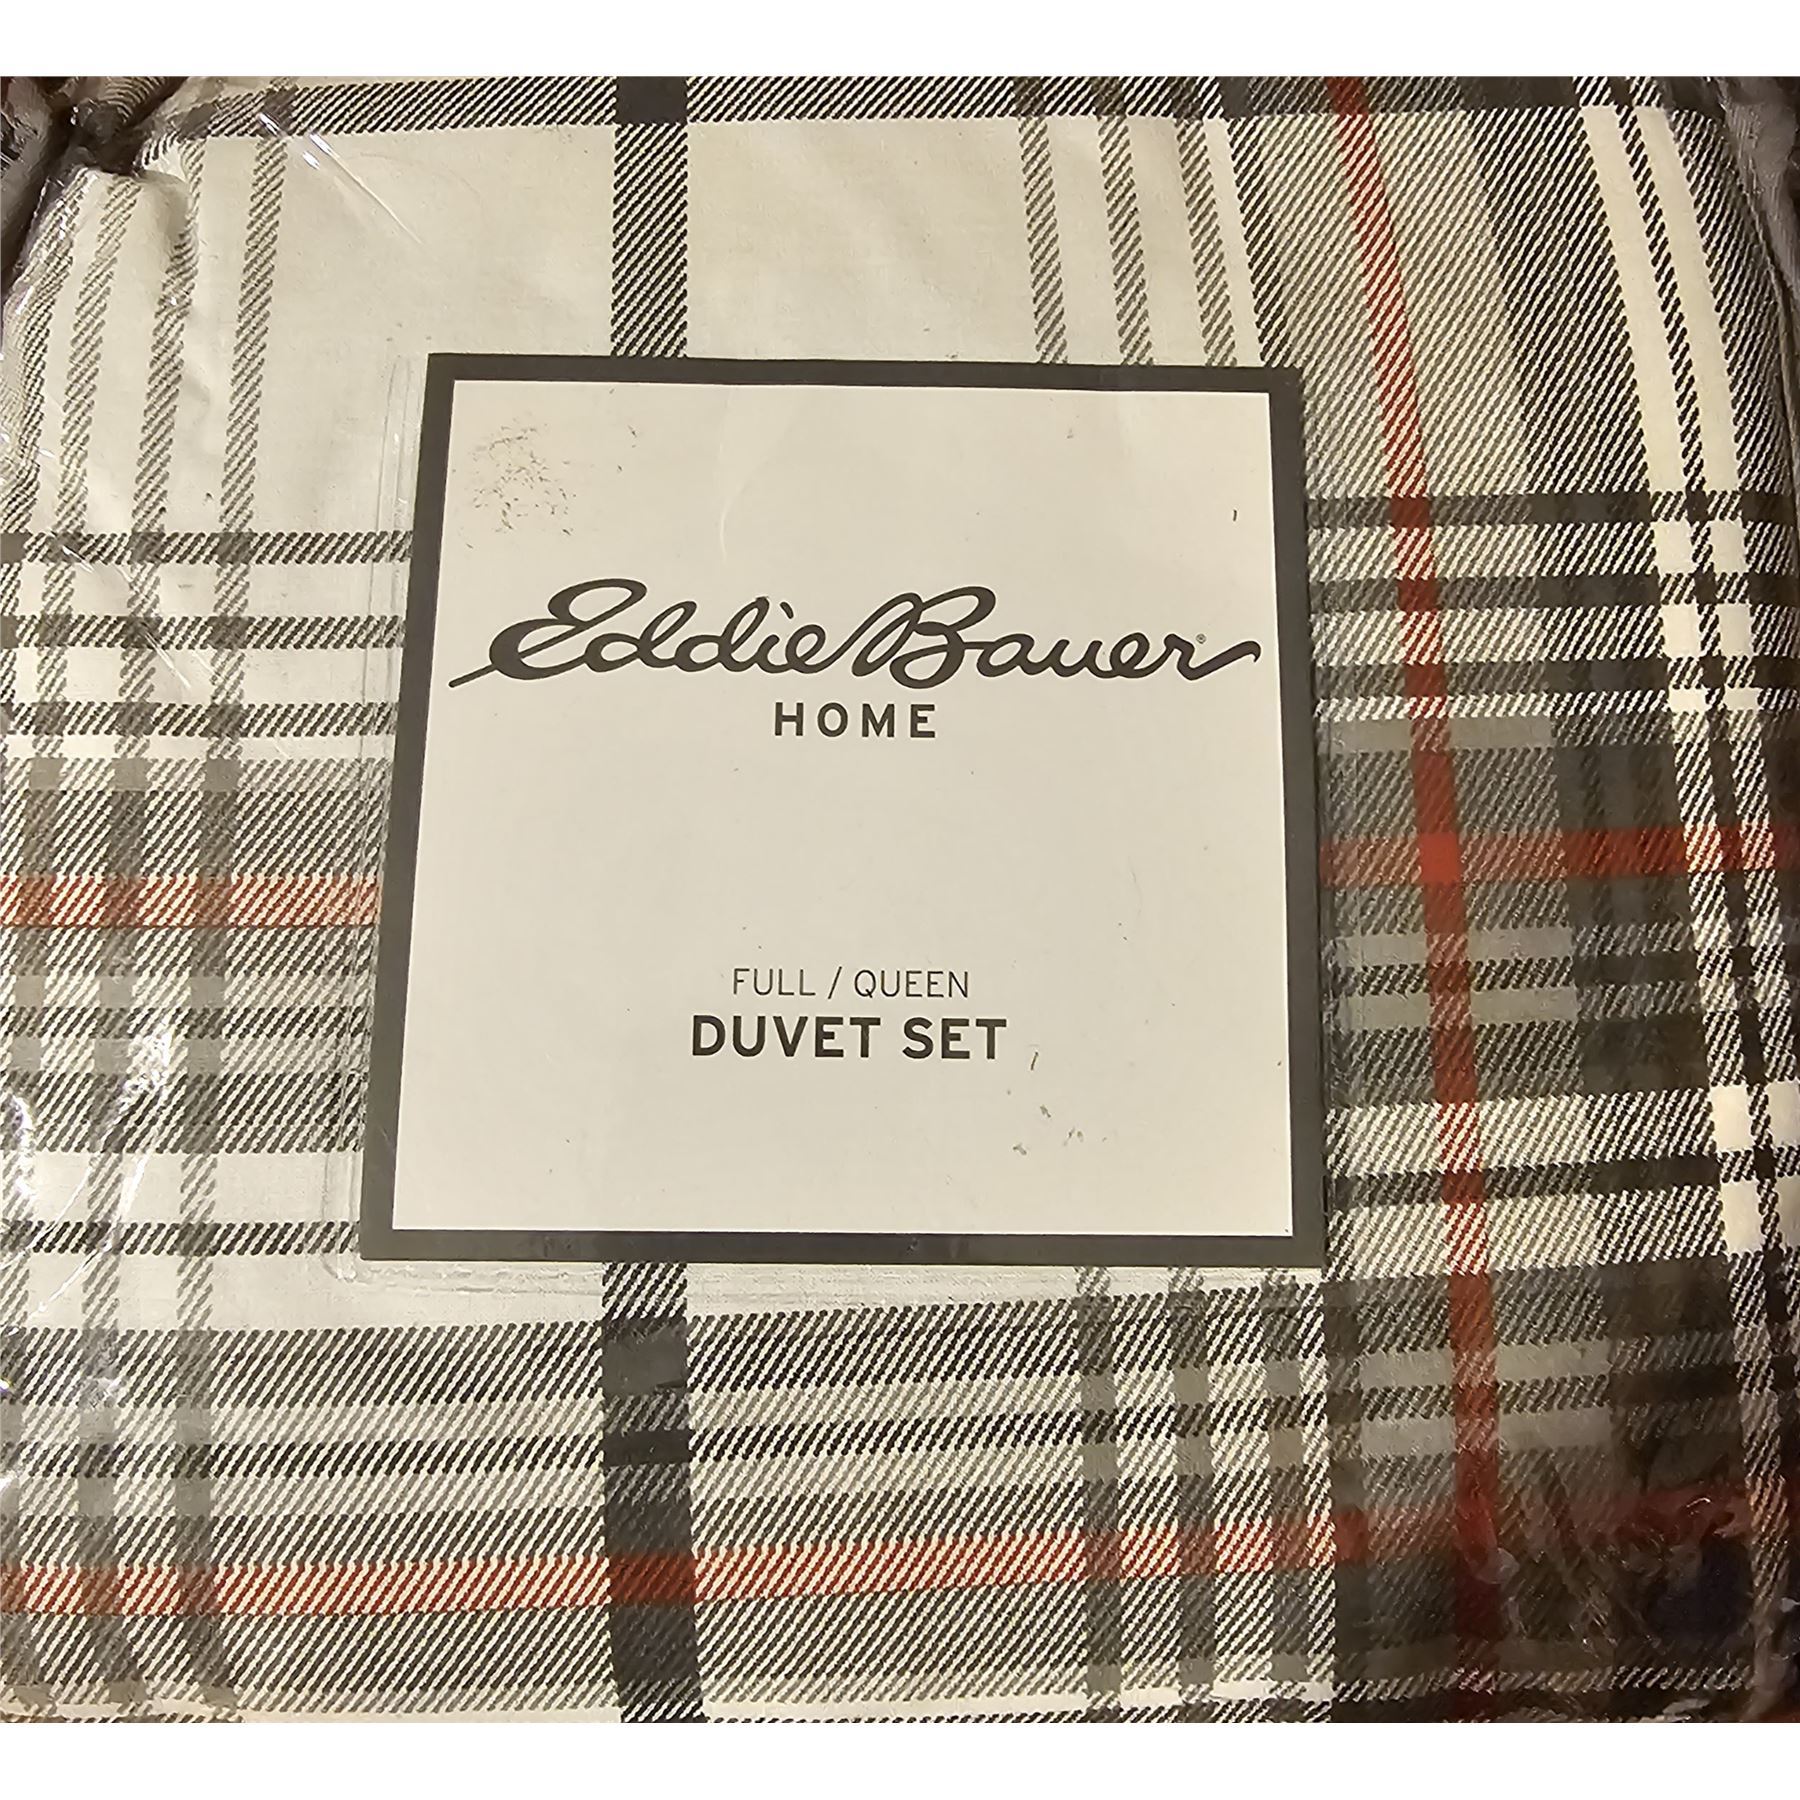 Eddie Bauer®
HOME
FULL / QUEEN
DUVET SET